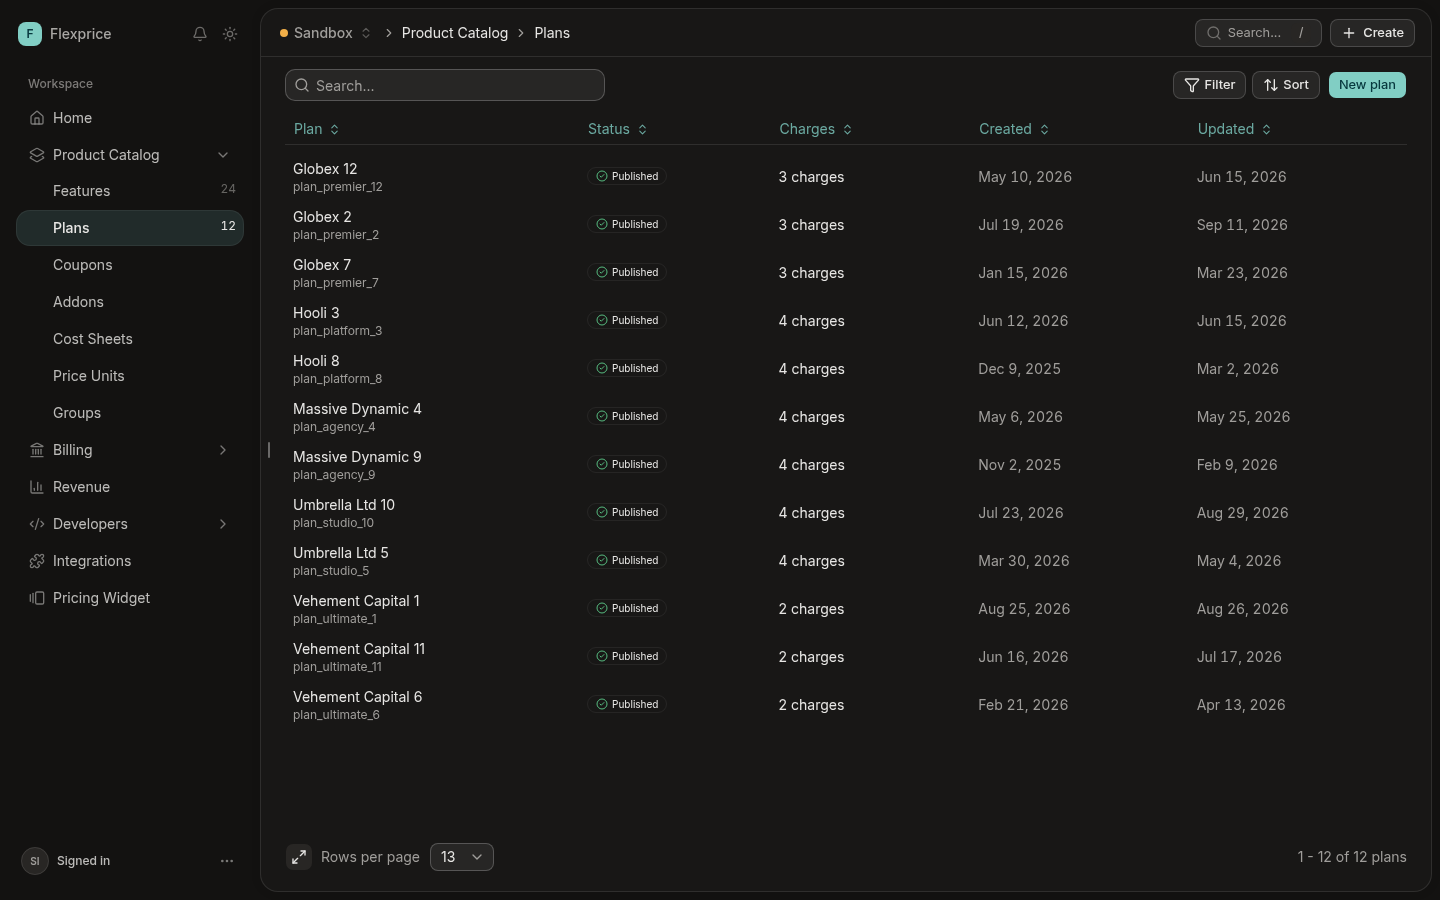 F Flexprice
Sandbox Product Catalog Plans
Search... / Create
Workspace
Home
Product Catalog
Features 24
Plans 12
Coupons
Addons
Cost Sheets
Price Units
Groups
Billing
Revenue
Developers
Integrations
Pricing Widget
SI Signed in
Search...
Filter Sort New plan
Plan Status Charges Created Updated
Globex 12 Published 3 charges May 10, 2026 Jun 15, 2026
plan_premier_12
Globex 2 Published 3 charges Jul 19, 2026 Sep 11, 2026
plan_premier_2
Globex 7 Published 3 charges Jan 15, 2026 Mar 23, 2026
plan_premier_7
Hooli 3 Published 4 charges Jun 12, 2026 Jun 15, 2026
plan_platform_3
Hooli 8 Published 4 charges Dec 9, 2025 Mar 2, 2026
plan_platform_8
Massive Dynamic 4 Published 4 charges May 6, 2026 May 25, 2026
plan_agency_4
Massive Dynamic 9 Published 4 charges Nov 2, 2025 Feb 9, 2026
plan_agency_9
Umbrella Ltd 10 Published 4 charges Jul 23, 2026 Aug 29, 2026
plan_studio_10
Umbrella Ltd 5 Published 4 charges Mar 30, 2026 May 4, 2026
plan_studio_5
Vehement Capital 1 Published 2 charges Aug 25, 2026 Aug 26, 2026
plan_ultimate_1
Vehement Capital 11 Published 2 charges Jun 16, 2026 Jul 17, 2026
plan_ultimate_11
Vehement Capital 6 Published 2 charges Feb 21, 2026 Apr 13, 2026
plan_ultimate_6
Rows per page 13
1 - 12 of 12 plans